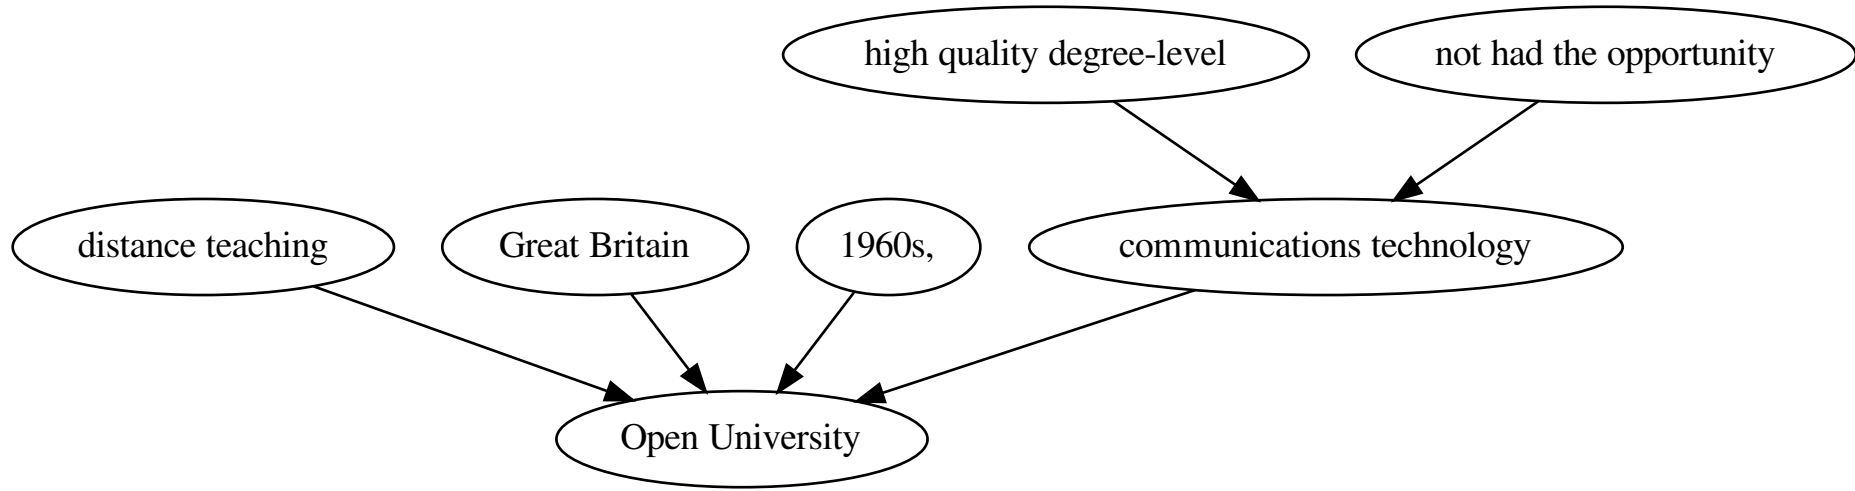 high quality degree-level
not had the opportunity
distance teaching
Great Britain
1960s,
communications technology
Open University